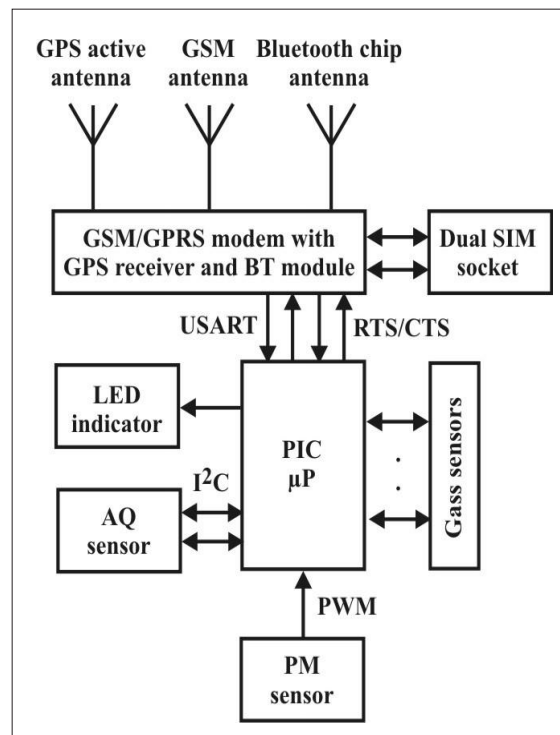 GPS active
antenna
GSM
antenna
Bluetooth chip
antenna
GSM/GPRS modem with
GPS receiver and BT module
Dual SIM
socket
USART
RTS/CTS
LED
indicator
PIC
µP
Gass sensors
I²C
AQ
sensor
PWM
PM
sensor